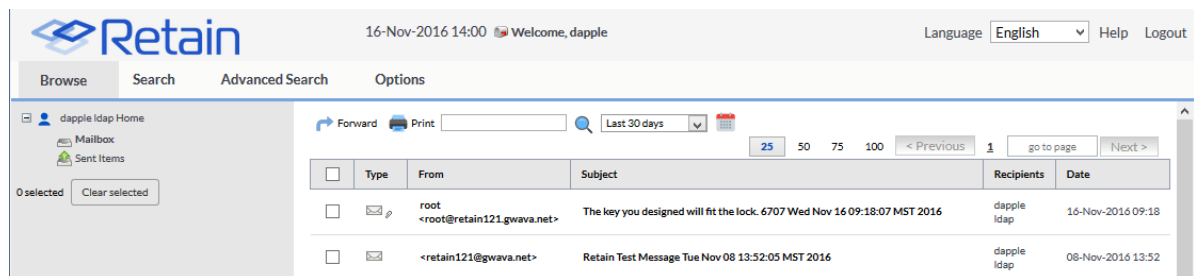 Retain
16-Nov-2016 14:00 Welcome, dapple
Language English Help Logout
Browse Search Advanced Search Options
dapple ldap Home
Mailbox
Sent Items
0 selected Clear selected
Forward Print Last 30 days
25 50 75 100 < Previous 1 go to page Next >
Type From Subject Recipients Date
root
<root@retain121.gwava.net>
The key you designed will fit the lock. 6707 Wed Nov 16 09:18:07 MST 2016
dapple
ldap
16-Nov-2016 09:18
<retain121@gwava.net>
Retain Test Message Tue Nov 08 13:52:05 MST 2016
dapple
ldap
08-Nov-2016 13:52